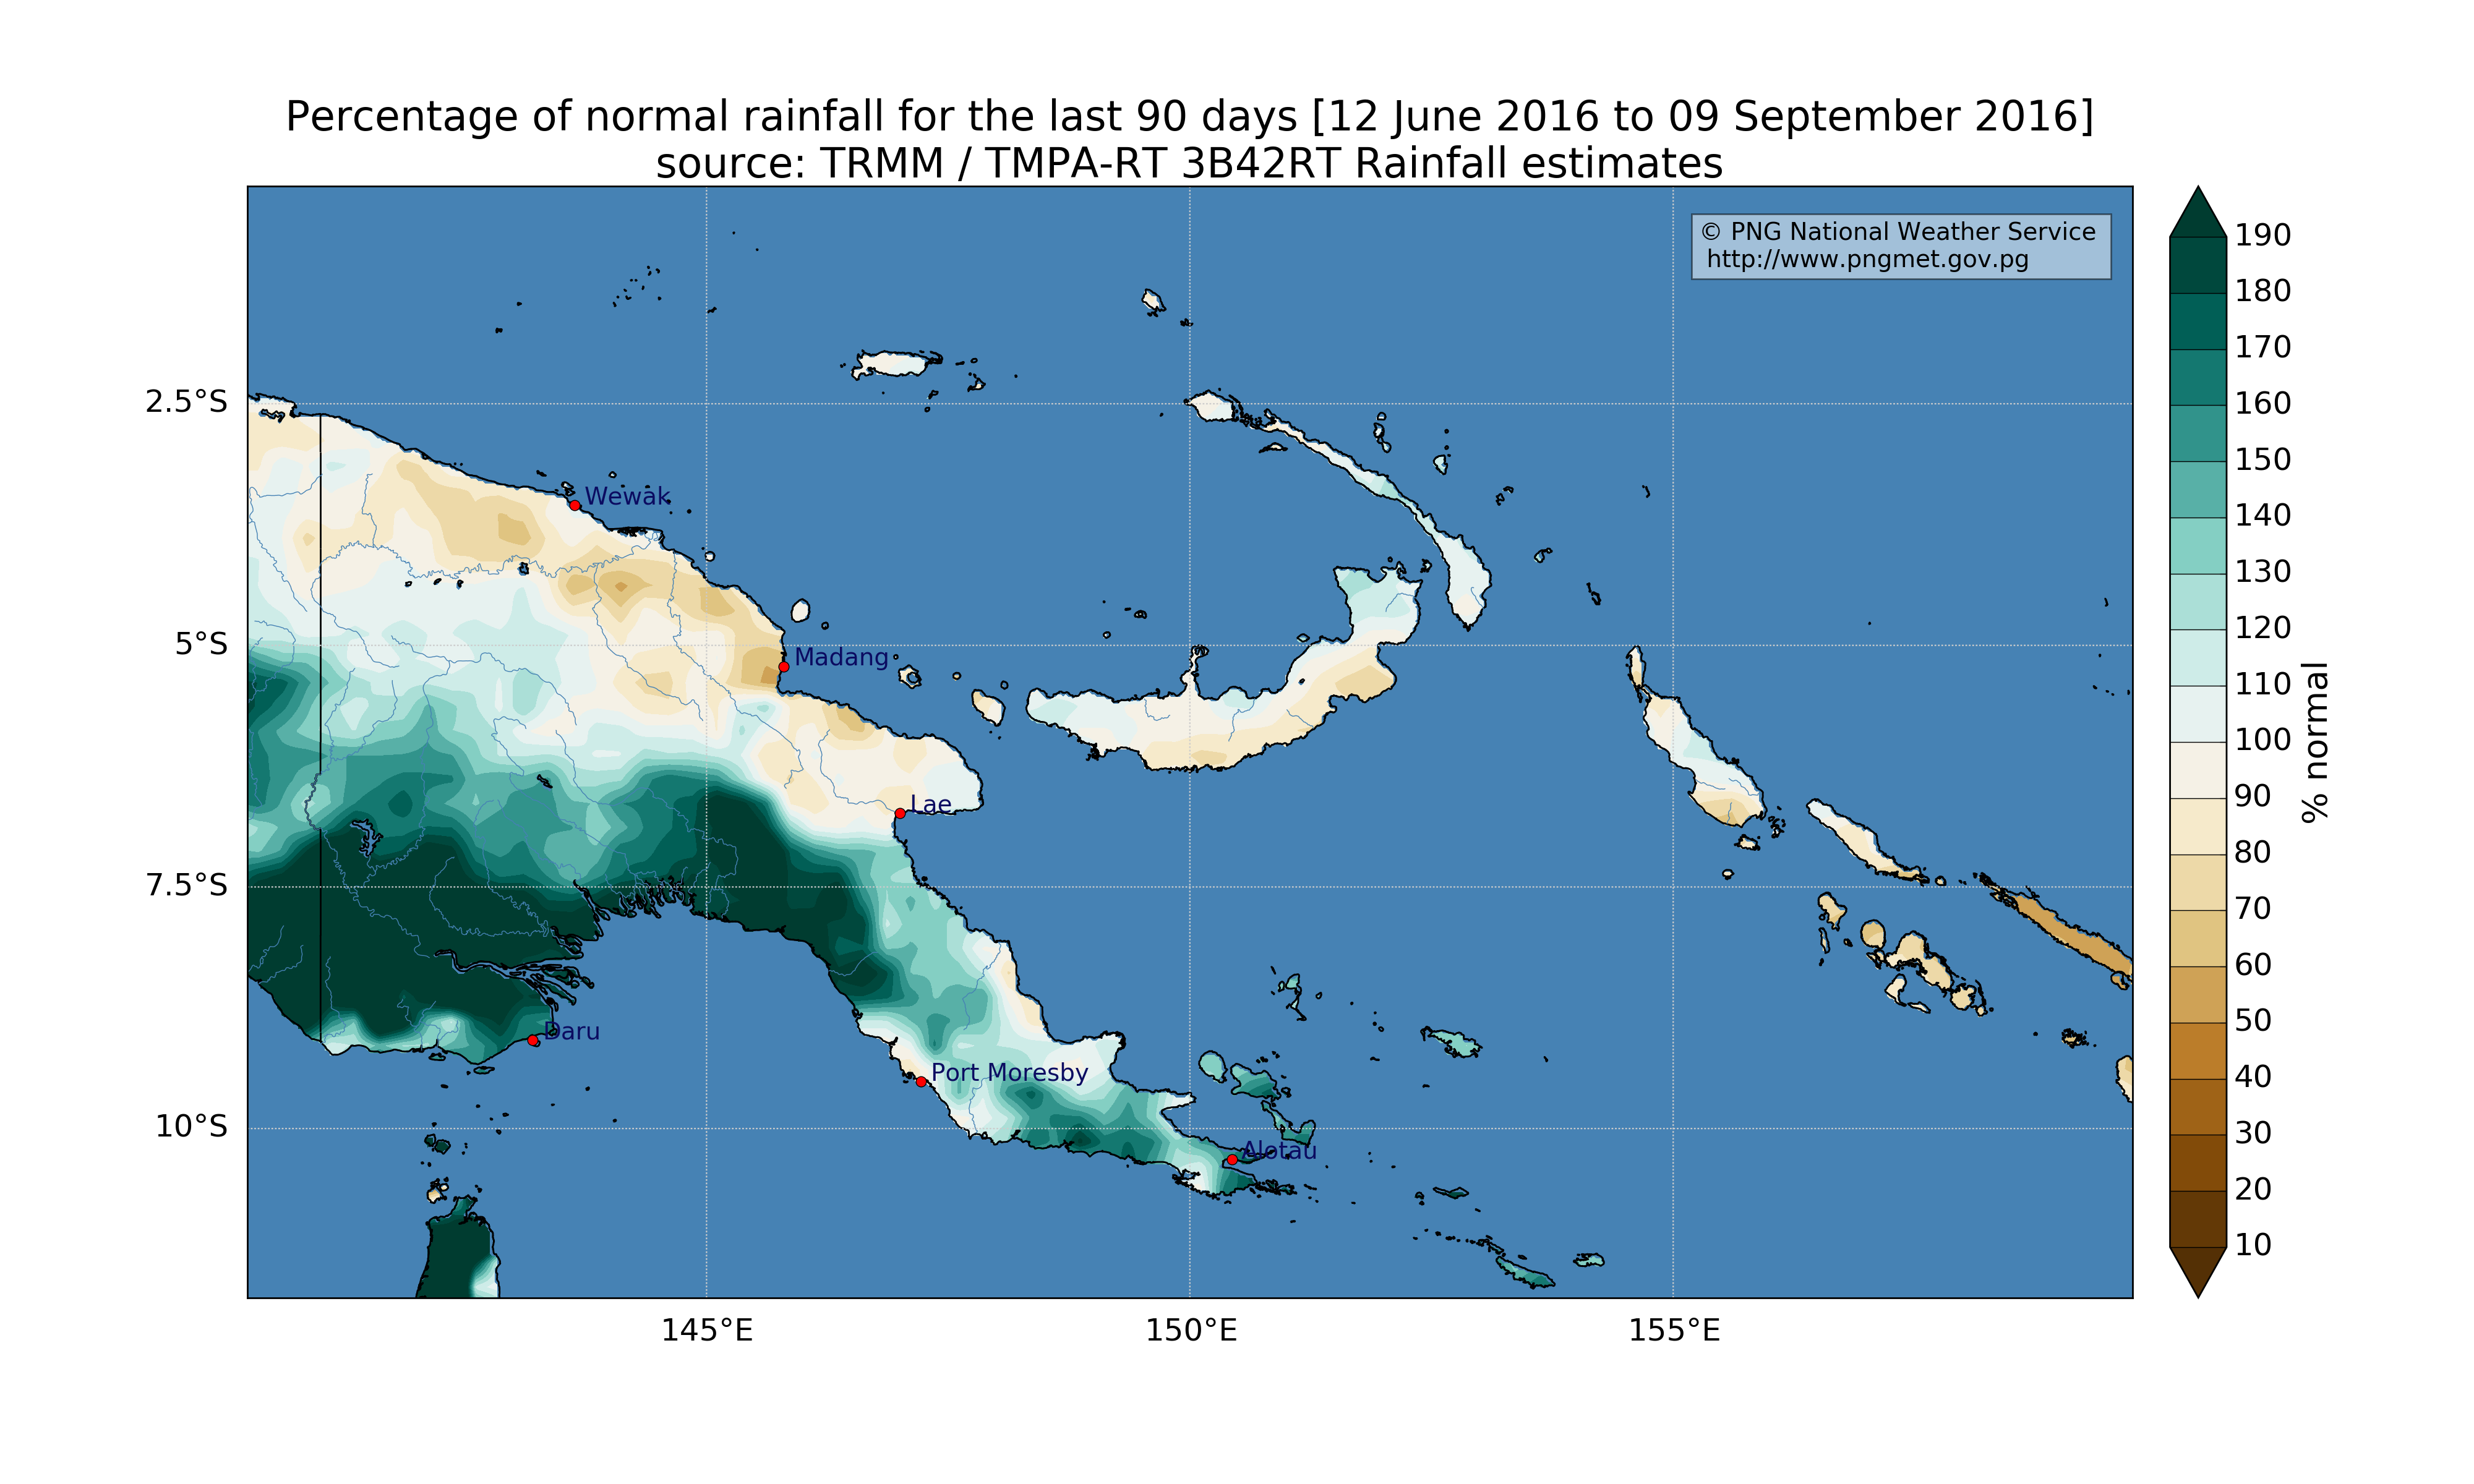 Percentage of normal rainfall for the last 90 days [12 June 2016 to 09 September 2016]
source: TRMM / TMPA-RT 3B42RT Rainfall estimates
© PNG National Weather Service
http://www.pngmet.gov.pg
2.5°S
5°S
7.5°S
10°S
Wewak
Madang
Lae
Daru
Port Moresby
Alotau
145°E
150°E
155°E
190
180
170
160
150
140
130
120
110
100
90
80
70
60
50
40
30
20
10
% normal